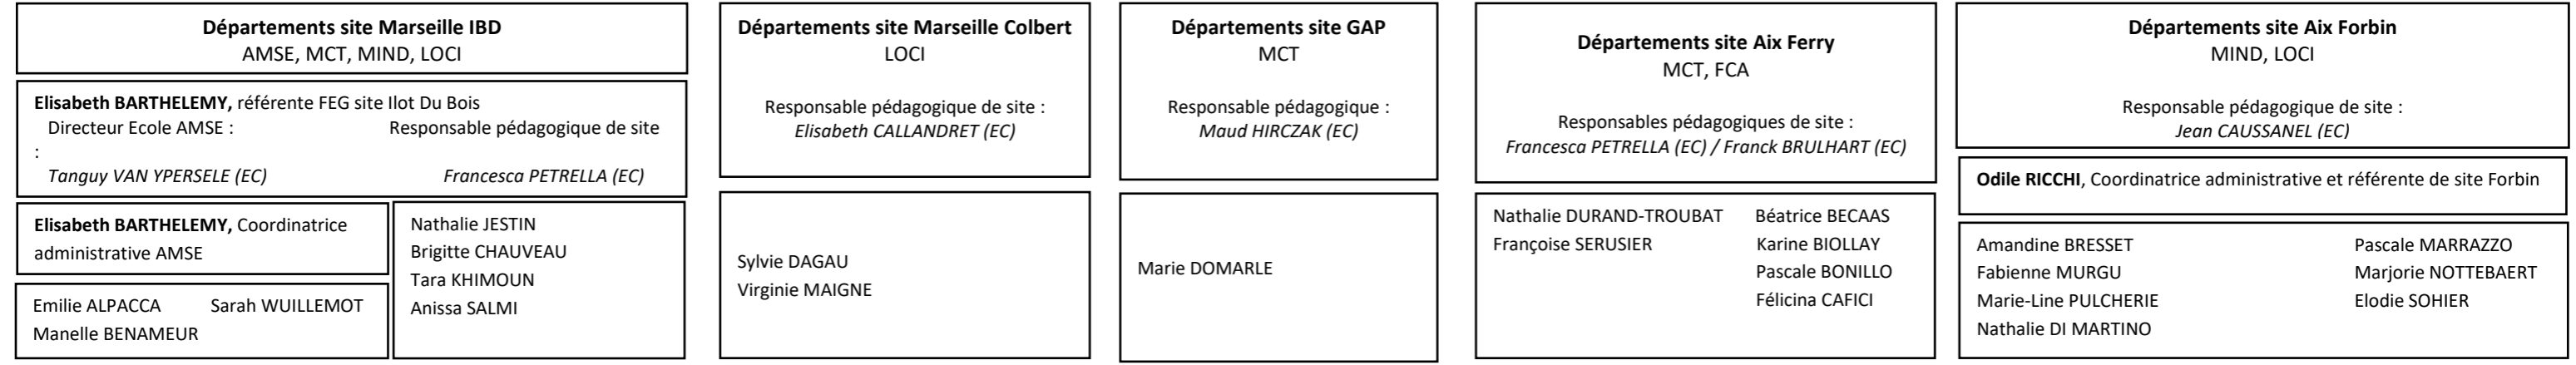 Départements site Marseille IBD
AMSE, MCT, MIND, LOCI
Elisabeth BARTHELEMY, référente FEG site Ilot Du Bois
Directeur Ecole AMSE : Responsable pédagogique de site
:
Tanguy VAN YPERSELE (EC) Francesca PETRELLA (EC)
Elisabeth BARTHELEMY, Coordinatrice
administrative AMSE
Emilie ALPACCA Sarah WUILLEMOT
Manelle BENAMEUR
Nathalie JESTIN
Brigitte CHAUVEAU
Tara KHIMOUN
Anissa SALMI
Départements site Marseille Colbert
LOCI
Responsable pédagogique de site :
Elisabeth CALLANDRET (EC)
Sylvie DAGAU
Virginie MAIGNE
Départements site GAP
MCT
Responsable pédagogique :
Maud HIRCZAK (EC)
Marie DOMARLE
Départements site Aix Ferry
MCT, FCA
Responsables pédagogiques de site :
Francesca PETRELLA (EC) / Franck BRULHART (EC)
Nathalie DURAND-TROUBAT Béatrice BECAAS
Françoise SERUSIER Karine BIOLLAY
Pascale BONILLO
Félicina CAFICI
Départements site Aix Forbin
MIND, LOCI
Responsable pédagogique de site :
Jean CAUSSANEL (EC)
Odile RICCHI, Coordinatrice administrative et référente de site Forbin
Amandine BRESSET Pascale MARRAZZO
Fabienne MURGU Marjorie NOTTEBAERT
Marie-Line PULCHERIE Elodie SOHIER
Nathalie DI MARTINO